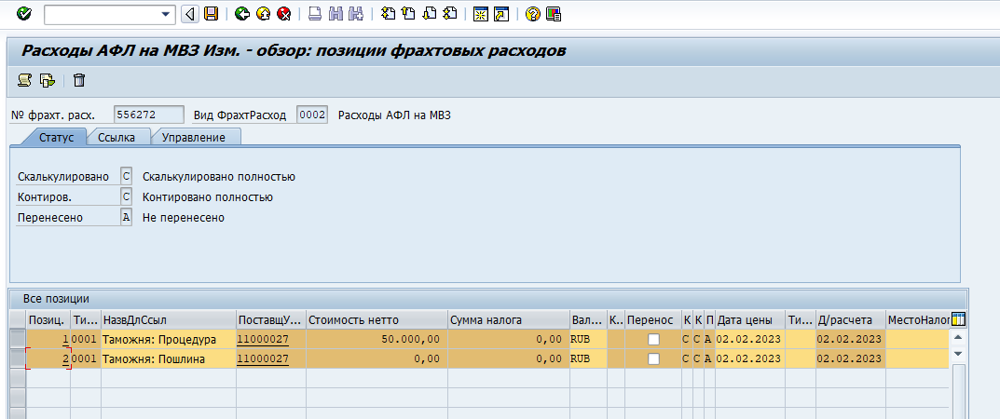 Расходы АФЛ на МВЗ Изм. - обзор: позиции фрахтовых расходов
№ фрахт. расх. 556272 Вид ФрахтРасход 0002 Расходы АФЛ на МВЗ
Статус Ссылка Управление
Скалькулировано C Скалькулировано полностью
Контиров. C Контировано полностью
Перенесено A Не перенесено
Все позиции
Позиц. Ти... НазвДлСсыл ПоставщУ... Стоимость нетто Сумма налога Вал... К.. Перенос К К П Дата цены Ти... Д/расчета МестоНалог
1 0001 Таможня: Процедура 11000027 50.000,00 0,00 RUB C C A 02.02.2023 02.02.2023
2 0001 Таможня: Пошлина 11000027 0,00 0,00 RUB C C A 02.02.2023 02.02.2023